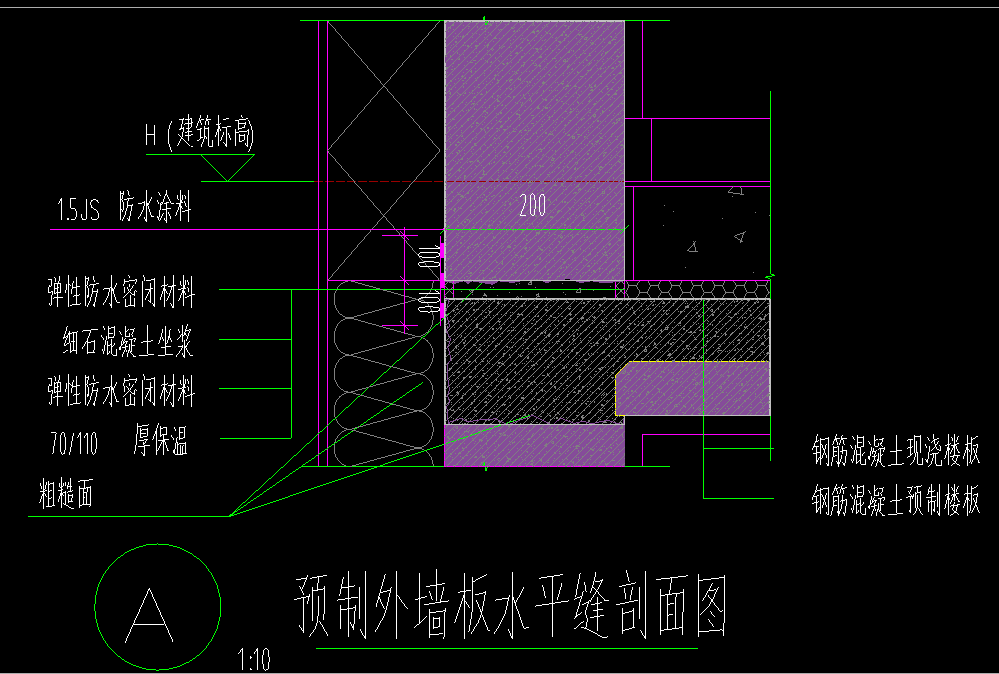 H (建筑标高)
1.5JS 防水涂料
200
100
100
弹性防水密闭材料
细石混凝土坐浆
弹性防水密闭材料
70/110 厚保温
粗糙面
钢筋混凝土现浇楼板
钢筋混凝土预制楼板
预制外墙板水平缝剖面图
A
1:10